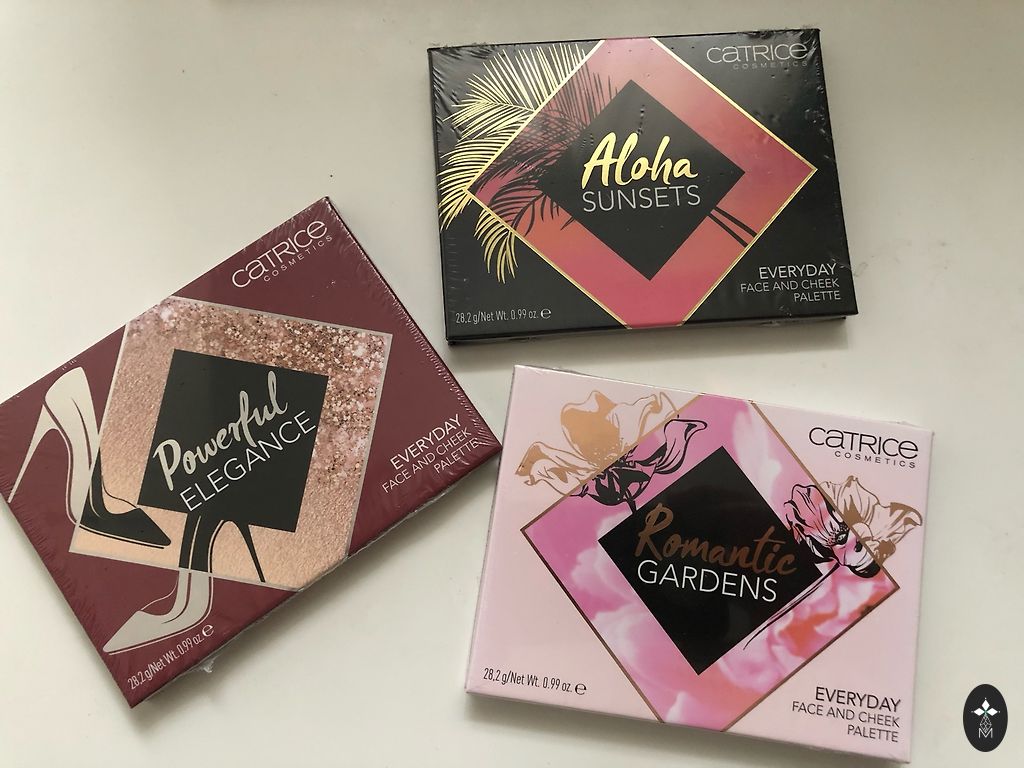 CATRICE
COSMETICS
Aloha
SUNSETS
EVERYDAY
FACE AND CHEEK
PALETTE
28,2 g/Net Wt. 0.99 oz. ℮
CATRICE
COSMETICS
Powerful
ELEGANCE
EVERYDAY
FACE AND CHEEK
PALETTE
28,2 g/Net Wt. 0.99 oz. ℮
CATRICE
COSMETICS
Romantic
GARDENS
28,2 g/Net Wt. 0.99 oz. ℮
EVERYDAY
FACE AND CHEEK
PALETTE
M